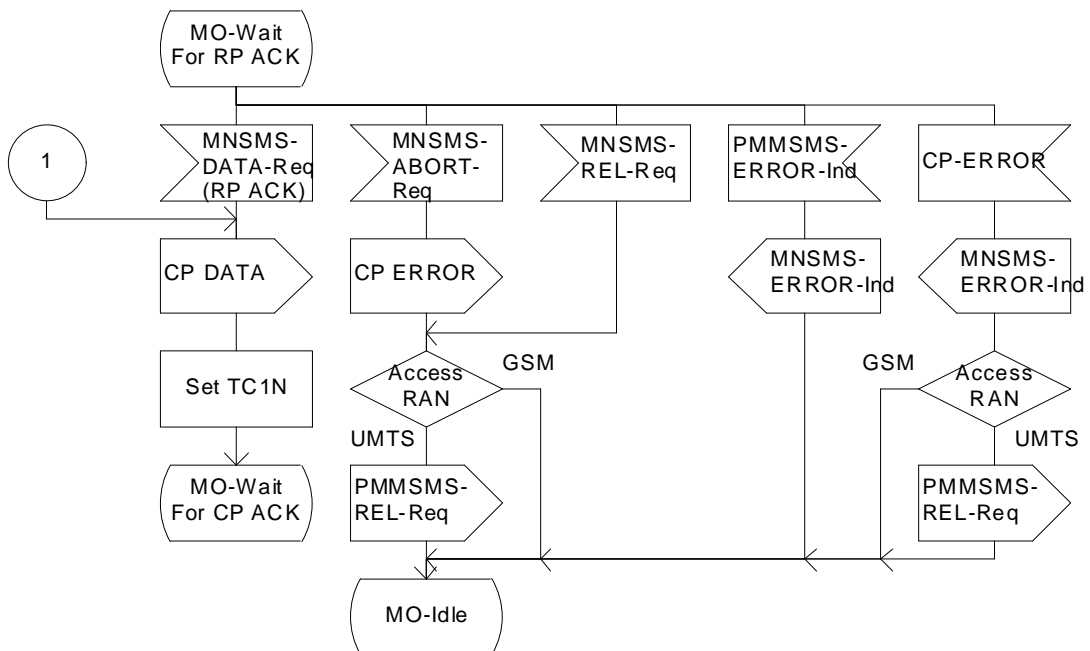 MO-Wait
For RP ACK
1
MNSMS-
DATA-Req
(RP ACK)
MNSMS-
ABORT-
Req
MNSMS-
REL-Req
PMMSMS-
ERROR-Ind
CP-ERROR
CP DATA
CP ERROR
MNSMS-
ERROR-Ind
MNSMS-
ERROR-Ind
Set TC1N
Access
RAN
GSM
UMTS
GSM
Access
RAN
UMTS
MO-Wait
For CP ACK
PMMSMS-
REL-Req
PMMSMS-
REL-Req
MO-Idle